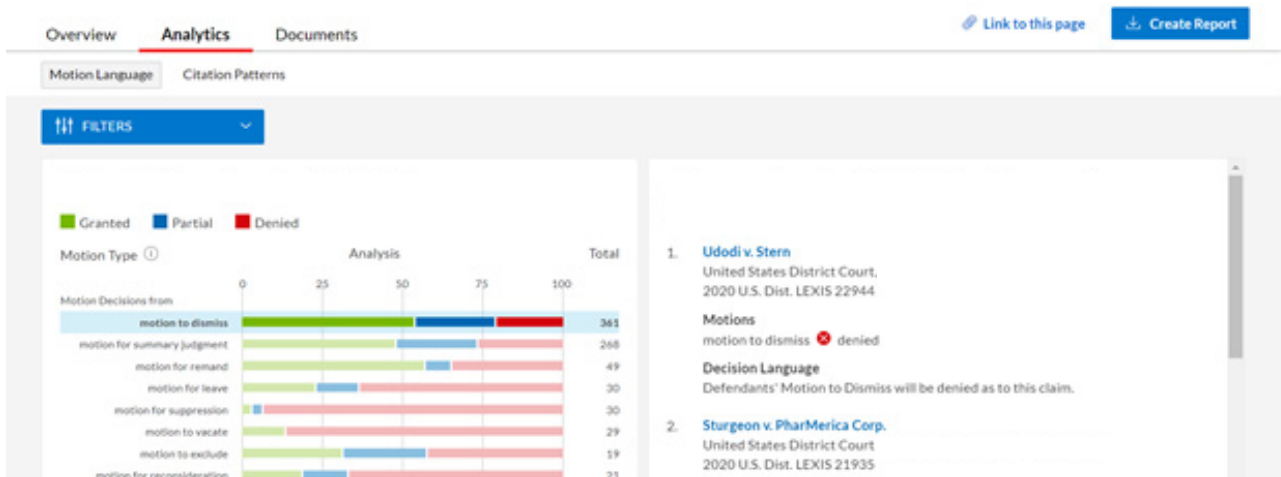 Overview Analytics Documents Link to this page Create Report
Motion Language Citation Patterns
FILTERS
Granted Partial Denied
Motion Type Analysis Total
0 25 50 75 100
Motion Decisions from
motion to dismiss 361
motion for summary judgment 268
motion for remand 49
motion for leave 30
motion for suppression 30
motion to vacate 29
motion to exclude 19
motion for reconsideration 21
1. Udodi v. Stern
United States District Court,
2020 U.S. Dist. LEXIS 22944
Motions
motion to dismiss denied
Decision Language
Defendants' Motion to Dismiss will be denied as to this claim.
2. Sturgeon v. PharMerica Corp.
United States District Court
2020 U.S. Dist. LEXIS 21935